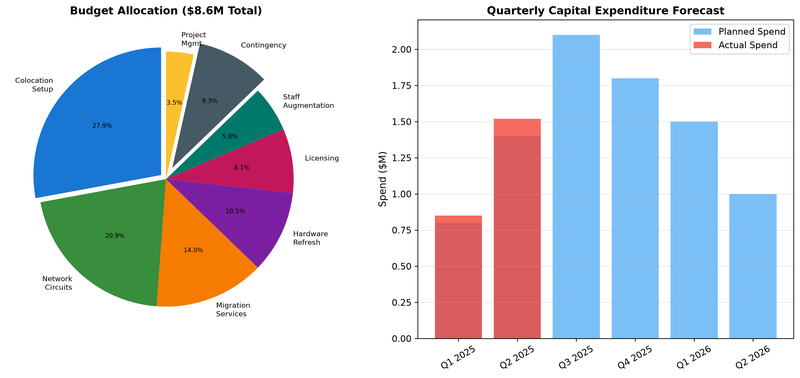 Budget Allocation ($8.6M Total)
Project
Mgmt
Contingency
Colocation
Setup
Staff
Augmentation
3.5%
9.3%
27.9%
5.8%
Licensing
8.1%
10.5%
20.9%
Hardware
Refresh
14.0%
Network
Circuits
Migration
Services
Quarterly Capital Expenditure Forecast
Planned Spend
Actual Spend
Spend ($M)
2.00
1.75
1.50
1.25
1.00
0.75
0.50
0.25
0.00
Q1 2025
Q2 2025
Q3 2025
Q4 2025
Q1 2026
Q2 2026